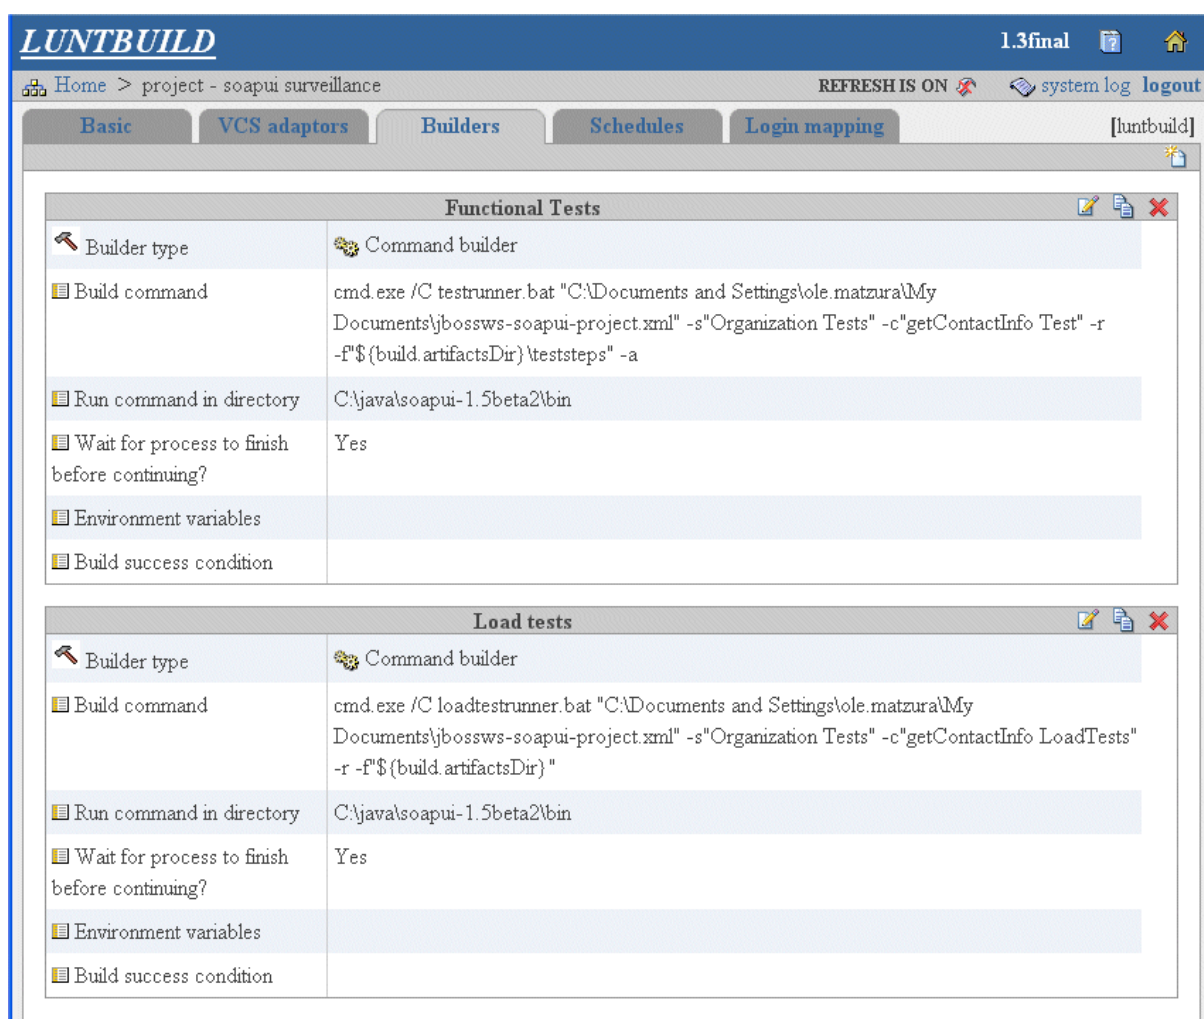 LUNTBUILD
1.3final
Home > project - soapui surveillance
REFRESH IS ON
system log logout
Basic
VCS adaptors
Builders
Schedules
Login mapping
[luntbuild]
Functional Tests
Builder type
Command builder
Build command
cmd.exe /C testrunner.bat "C:\Documents and Settings\ole.matzura\My
Documents\jbossws-soapui-project.xml" -s"Organization Tests" -c"getContactInfo Test" -r
-f"${build.artifactsDir}\teststeps" -a
Run command in directory
C:\java\soapui-1.5beta2\bin
Wait for process to finish
before continuing?
Yes
Environment variables
Build success condition
Load tests
Builder type
Command builder
Build command
cmd.exe /C loadtestrunner.bat "C:\Documents and Settings\ole.matzura\My
Documents\jbossws-soapui-project.xml" -s"Organization Tests" -c"getContactInfo LoadTests"
-r -f"${build.artifactsDir}"
Run command in directory
C:\java\soapui-1.5beta2\bin
Wait for process to finish
before continuing?
Yes
Environment variables
Build success condition